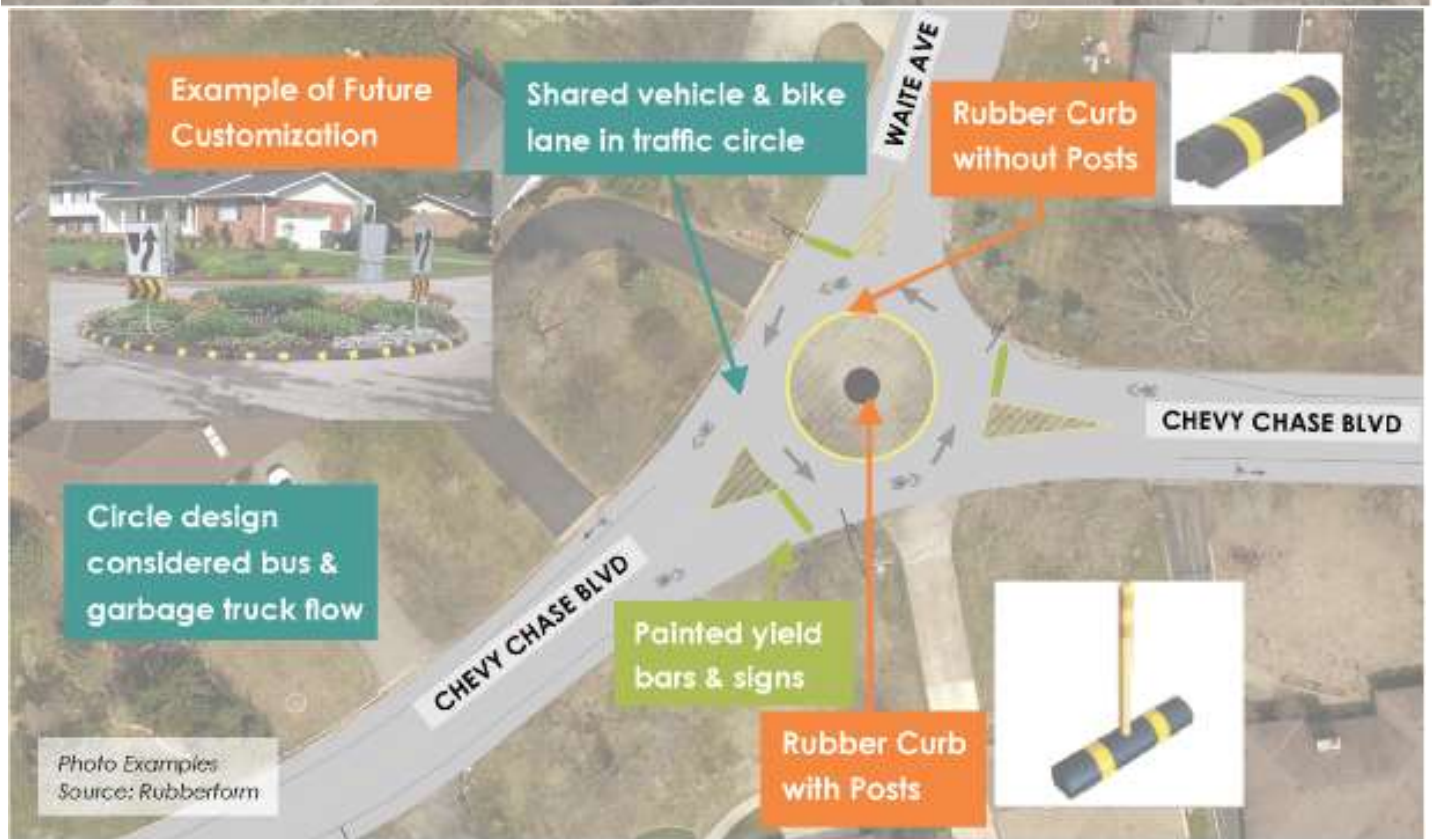 Example of Future
Customization
Shared vehicle & bike
lane in traffic circle
WAITE AVE
Rubber Curb
without Posts
CHEVY CHASE BLVD
Circle design
considered bus &
garbage truck flow
CHEVY CHASE BLVD
Painted yield
bars & signs
Rubber Curb
with Posts
Photo Examples
Source: Rubberform